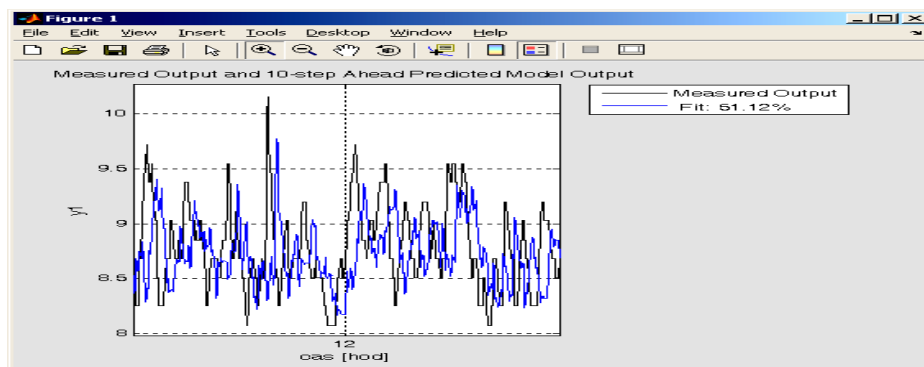 Figure 1
File Edit View Insert Tools Desktop Window Help
Measured Output and 10-step Ahead Predicted Model Output
Measured Output
Fit: 51.12%
10
9.5
9
8.5
8
y1
12
cas [hod]